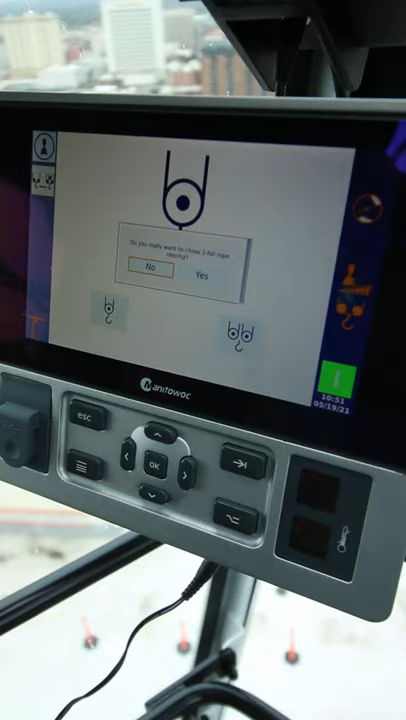 Do you really want to chose 2-fall rope
reeving?
No
Yes
10:51
05/19/21
Manitowoc
esc
OK